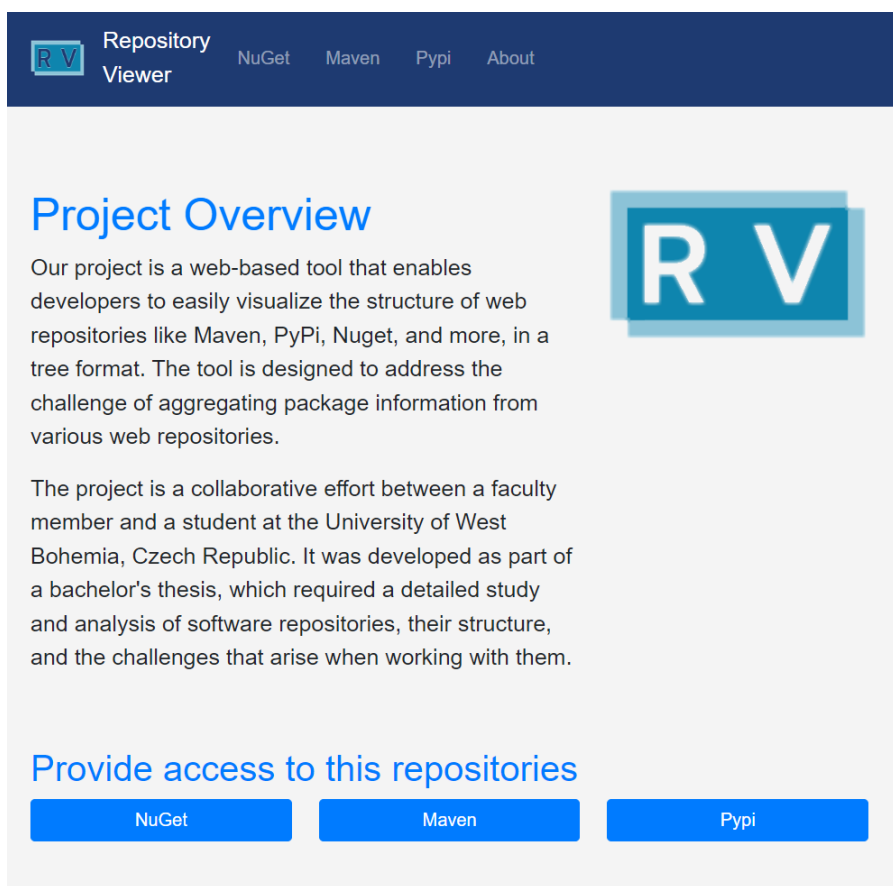 R V
Repository
Viewer
NuGet
Maven
Pypi
About
Project Overview
R V
Our project is a web-based tool that enables
developers to easily visualize the structure of web
repositories like Maven, PyPi, Nuget, and more, in a
tree format. The tool is designed to address the
challenge of aggregating package information from
various web repositories.
The project is a collaborative effort between a faculty
member and a student at the University of West
Bohemia, Czech Republic. It was developed as part of
a bachelor's thesis, which required a detailed study
and analysis of software repositories, their structure,
and the challenges that arise when working with them.
Provide access to this repositories
NuGet
Maven
Pypi